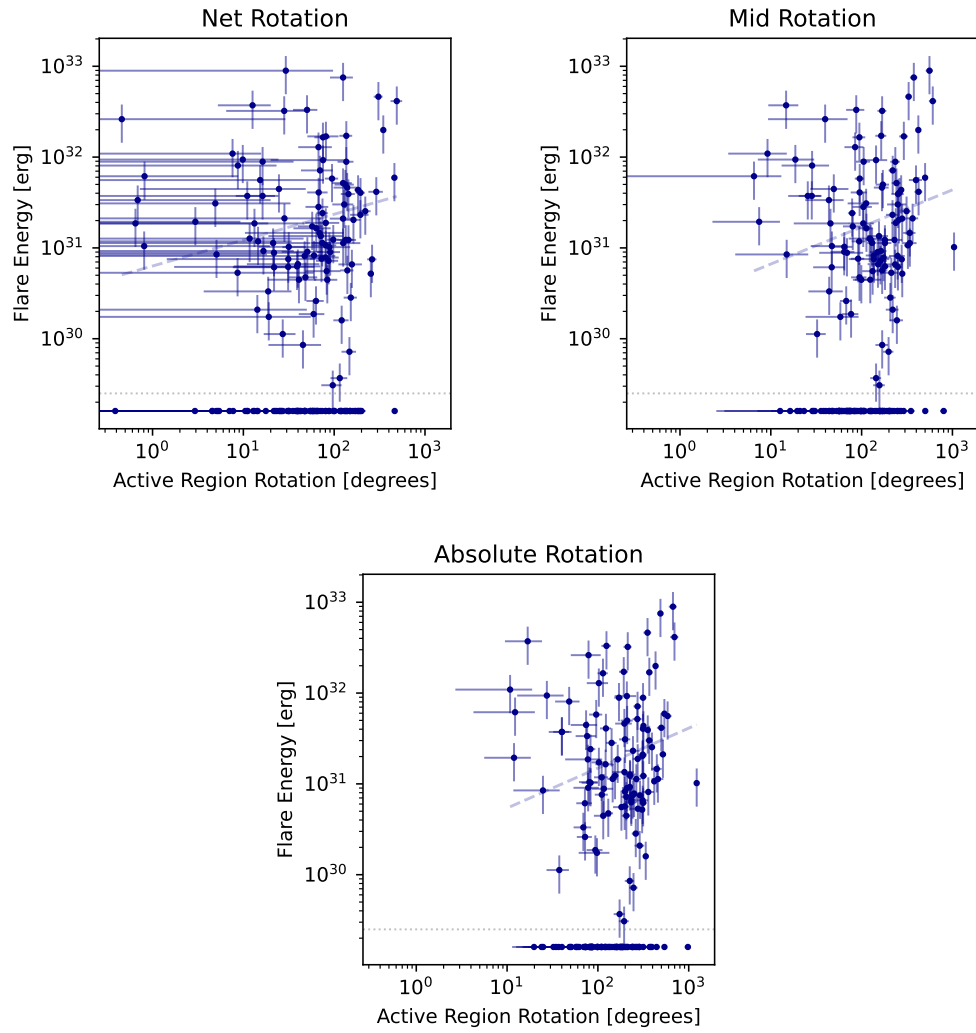 Net Rotation
Mid Rotation
10^33
10^32
10^31
10^30
Flare Energy [erg]
10^0 10^1 10^2 10^3
Active Region Rotation [degrees]
10^33
10^32
10^31
10^30
Flare Energy [erg]
10^0 10^1 10^2 10^3
Active Region Rotation [degrees]
Absolute Rotation
10^33
10^32
10^31
10^30
Flare Energy [erg]
10^0 10^1 10^2 10^3
Active Region Rotation [degrees]